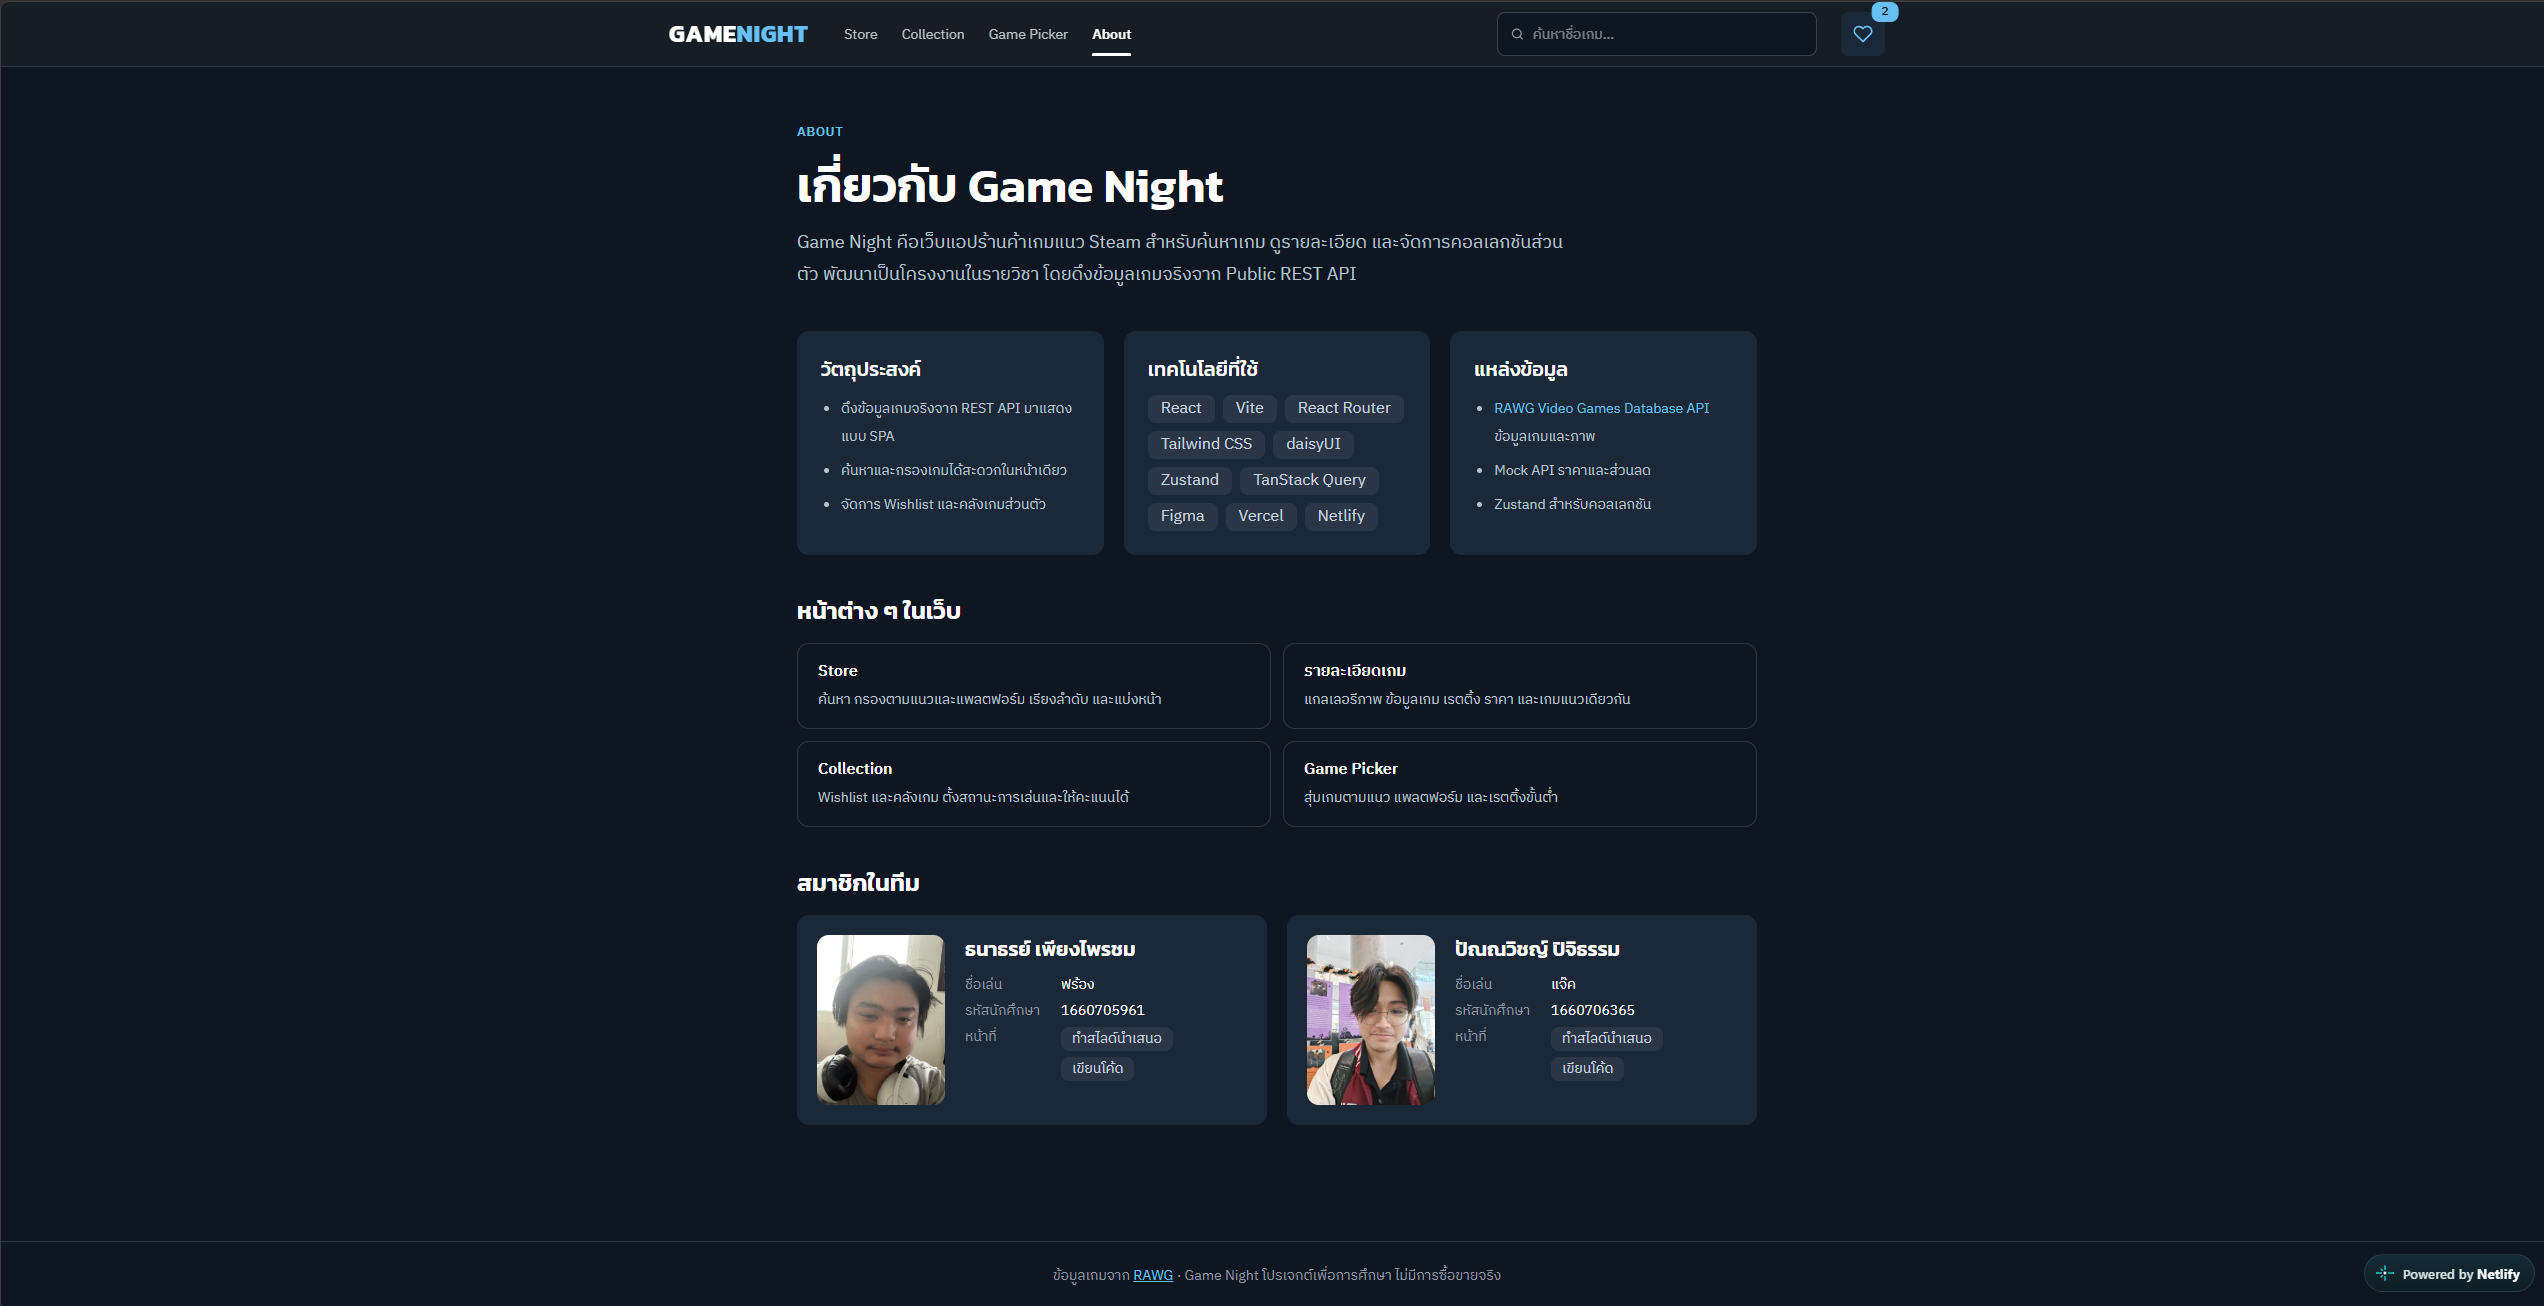 GAMENIGHT Store Collection Game Picker About ค้นหาชื่อเกม... 2
ABOUT
เกี่ยวกับ Game Night
Game Night คือเว็บแอปร้านค้าเกมแนว Steam สำหรับค้นหาเกม ดูรายละเอียด และจัดการคอลเลกชันส่วน
ตัว พัฒนาเป็นโครงงานในรายวิชา โดยดึงข้อมูลเกมจริงจาก Public REST API
วัตถุประสงค์
ดึงข้อมูลเกมจริงจาก REST API มาแสดง
แบบ SPA
ค้นหาและกรองเกมได้สะดวกในหน้าเดียว
จัดการ Wishlist และคลังเกมส่วนตัว
เทคโนโลยีที่ใช้
React Vite React Router
Tailwind CSS daisyUI
Zustand TanStack Query
Figma Vercel Netlify
แหล่งข้อมูล
RAWG Video Games Database API
ข้อมูลเกมและภาพ
Mock API ราคาและส่วนลด
Zustand สำหรับคอลเลกชัน
หน้าต่าง ๆ ในเว็บ
Store
ค้นหา กรองตามแนวและแพลตฟอร์ม เรียงลำดับ และแบ่งหน้า
รายละเอียดเกม
แกลเลอรีภาพ ข้อมูลเกม เรตติ้ง ราคา และเกมแนวเดียวกัน
Collection
Wishlist และคลังเกม ตั้งสถานะการเล่นและให้คะแนนได้
Game Picker
สุ่มเกมตามแนว แพลตฟอร์ม และเรตติ้งขั้นต่ำ
สมาชิกในทีม
ธนาธรย์ เพียงไพรชม
ชื่อเล่น ฟร้อง
รหัสนักศึกษา 1660705961
หน้าที่ ทำสไลด์นำเสนอ
เขียนโค้ด
ปัณณวิชญ์ ปิจิธรรม
ชื่อเล่น แจ๊ค
รหัสนักศึกษา 1660706365
หน้าที่ ทำสไลด์นำเสนอ
เขียนโค้ด
ข้อมูลเกมจาก RAWG · Game Night โปรเจกต์เพื่อการศึกษา ไม่มีการซื้อขายจริง
Powered by Netlify